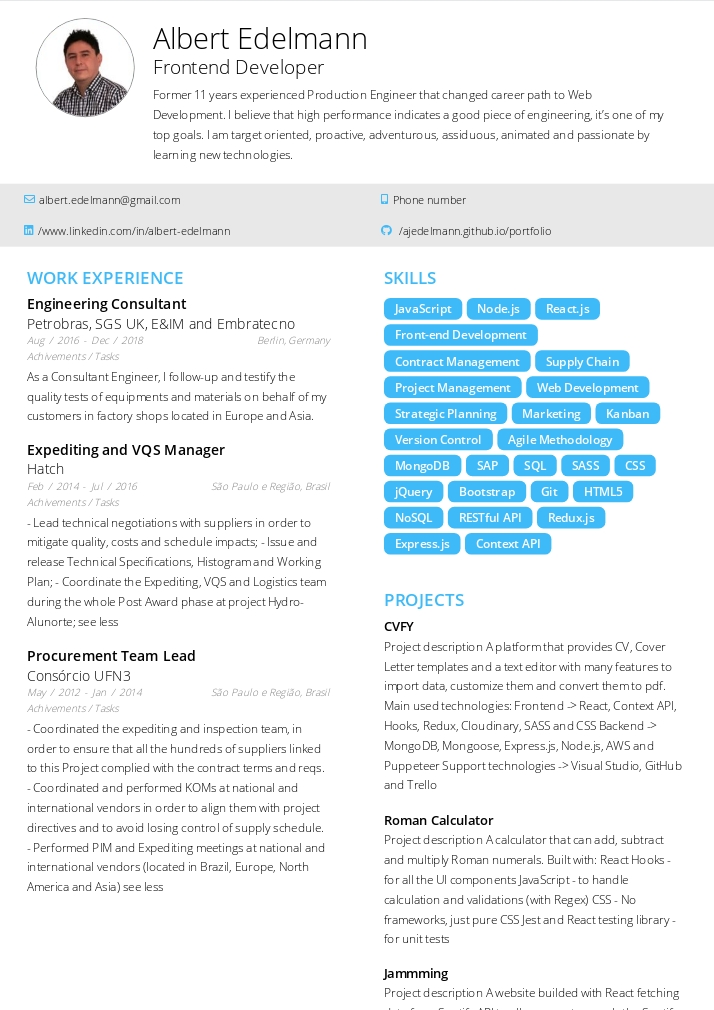 Albert Edelmann
Frontend Developer
Former 11 years experienced Production Engineer that changed career path to Web
Development. I believe that high performance indicates a good piece of engineering, it's one of my
top goals. I am target oriented, proactive, adventurous, assiduous, animated and passionate by
learning new technologies.
albert.edelmann@gmail.com
Phone number
/www.linkedin.com/in/albert-edelmann
/ajedelmann.github.io/portfolio
WORK EXPERIENCE
Engineering Consultant
Petrobras, SGS UK, E&IM and Embratecno
Aug / 2016 - Dec / 2018 Berlin, Germany
Achivements / Tasks
As a Consultant Engineer, I follow-up and testify the
quality tests of equipments and materials on behalf of my
customers in factory shops located in Europe and Asia.
Expediting and VQS Manager
Hatch
Feb / 2014 - Jul / 2016 São Paulo e Região, Brasil
Achivements / Tasks
- Lead technical negotiations with suppliers in order to
mitigate quality, costs and schedule impacts; - Issue and
release Technical Specifications, Histogram and Working
Plan; - Coordinate the Expediting, VQS and Logistics team
during the whole Post Award phase at project Hydro-
Alunorte; see less
Procurement Team Lead
Consórcio UFN3
May / 2012 - Jan / 2014 São Paulo e Região, Brasil
Achivements / Tasks
- Coordinated the expediting and inspection team, in
order to ensure that all the hundreds of suppliers linked
to this Project complied with the contract terms and reqs.
- Coordinated and performed KOMs at national and
international vendors in order to align them with project
directives and to avoid losing control of supply schedule.
- Performed PIM and Expediting meetings at national and
international vendors (located in Brazil, Europe, North
America and Asia) see less
SKILLS
JavaScript Node.js React.js
Front-end Development
Contract Management Supply Chain
Project Management Web Development
Strategic Planning Marketing Kanban
Version Control Agile Methodology
MongoDB SAP SQL SASS CSS
jQuery Bootstrap Git HTML5
NoSQL RESTful API Redux.js
Express.js Context API
PROJECTS
CVFY
Project description A platform that provides CV, Cover
Letter templates and a text editor with many features to
import data, customize them and convert them to pdf.
Main used technologies: Frontend -> React, Context API,
Hooks, Redux, Cloudinary, SASS and CSS Backend ->
MongoDB, Mongoose, Express.js, Node.js, AWS and
Puppeteer Support technologies -> Visual Studio, GitHub
and Trello
Roman Calculator
Project description A calculator that can add, subtract
and multiply Roman numerals. Built with: React Hooks -
for all the UI components JavaScript - to handle
calculation and validations (with Regex) CSS - No
frameworks, just pure CSS Jest and React testing library -
for unit tests
Jammming
Project description A website builded with React fetching